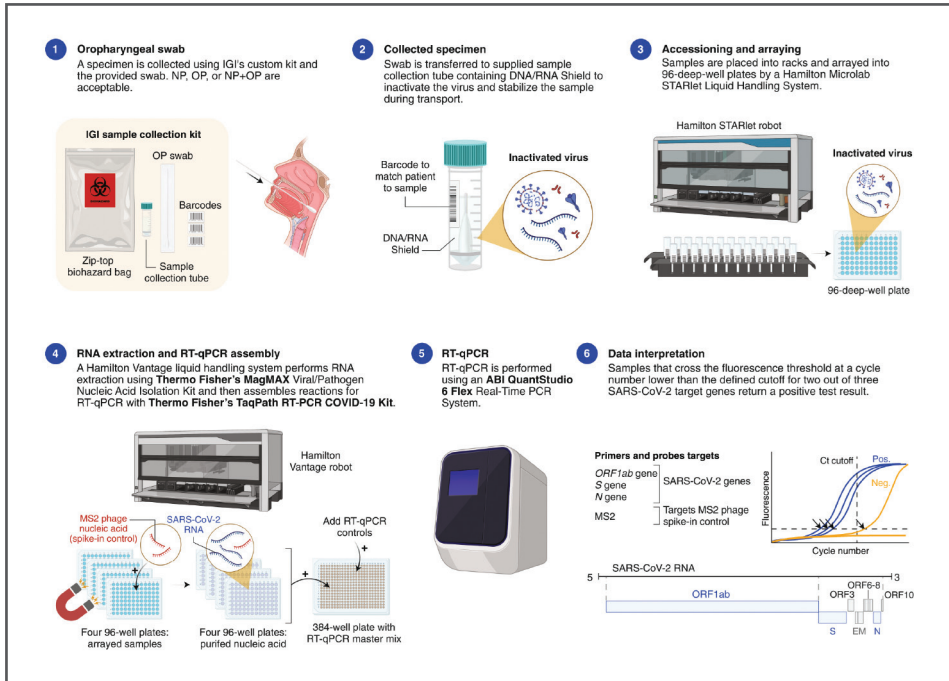 1
Oropharyngeal swab
A specimen is collected using IGI's custom kit and
the provided swab. NP, OP, or NP+OP are
acceptable.
IGI sample collection kit
OP swab
Barcodes
Zip-top
biohazard bag
Sample
collection tube
2
Collected specimen
Swab is transferred to supplied sample
collection tube containing DNA/RNA Shield to
inactivate the virus and stabilize the sample
during transport.
Barcode to
match patient
to sample
Inactivated virus
DNA/RNA
Shield
3
Accessioning and arraying
Samples are placed into racks and arrayed into
96-deep-well plates by a Hamilton Microlab
STARlet Liquid Handling System.
Hamilton STARlet robot
Inactivated virus
96-deep-well plate
4
RNA extraction and RT-qPCR assembly
A Hamilton Vantage liquid handling system performs RNA
extraction using Thermo Fisher's MagMAX Viral/Pathogen
Nucleic Acid Isolation Kit and then assembles reactions for
RT-qPCR with Thermo Fisher's TaqPath RT-PCR COVID-19 Kit.
Hamilton
Vantage robot
MS2 phage
nucleic acid
(spike-in control)
SARS-CoV-2
RNA
Add RT-qPCR
controls
+
+
+
Four 96-well plates:
arrayed samples
Four 96-well plates:
purifed nucleic acid
384-well plate with
RT-qPCR master mix
5
RT-qPCR
RT-qPCR is performed
using an ABI QuantStudio
6 Flex Real-Time PCR
System.
6
Data interpretation
Samples that cross the fluorescence threshold at a cycle
number lower than the defined cutoff for two out of three
SARS-CoV-2 target genes return a positive test result.
Primers and probes targets
ORF1ab gene
S gene
N gene
SARS-CoV-2 genes
MS2
Targets MS2 phage
spike-in control
Ct cutoff
Pos.
Neg.
Fluorescence
Cycle number
5
SARS-CoV-2 RNA
3
ORF6-8
ORF3
ORF10
ORF1ab
S
EM
N